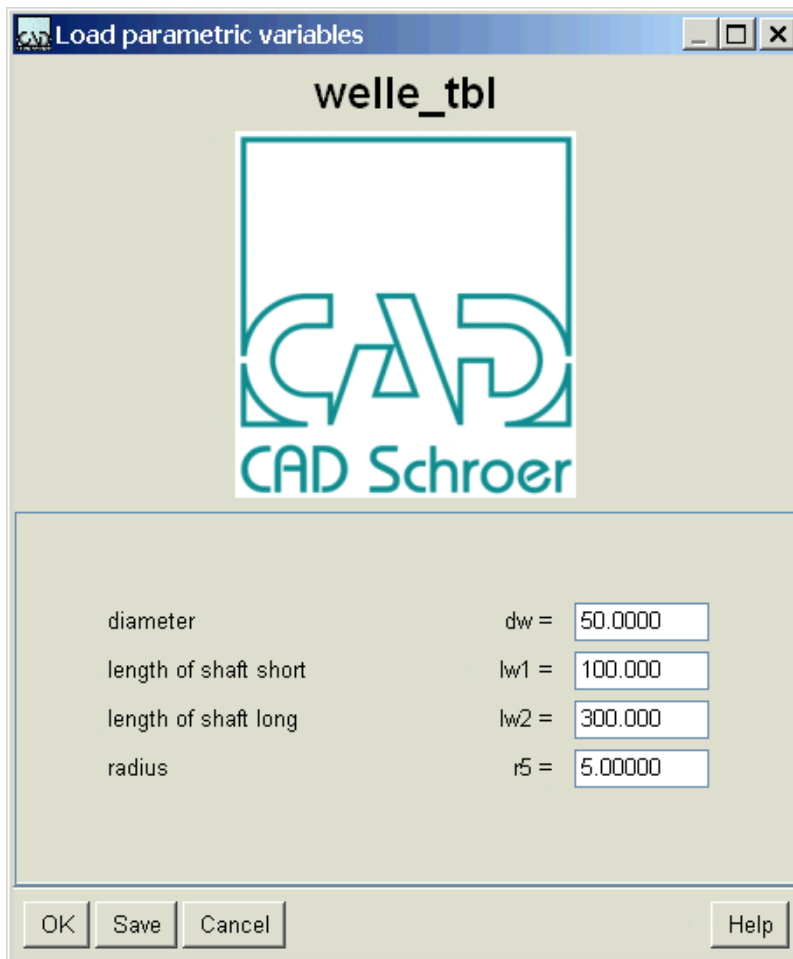 Load parametric variables
welle_tbl
CAD
CAD Schroer
diameter dw = 50.0000
length of shaft short lw1 = 100.000
length of shaft long lw2 = 300.000
radius r5 = 5.00000
OK Save Cancel Help